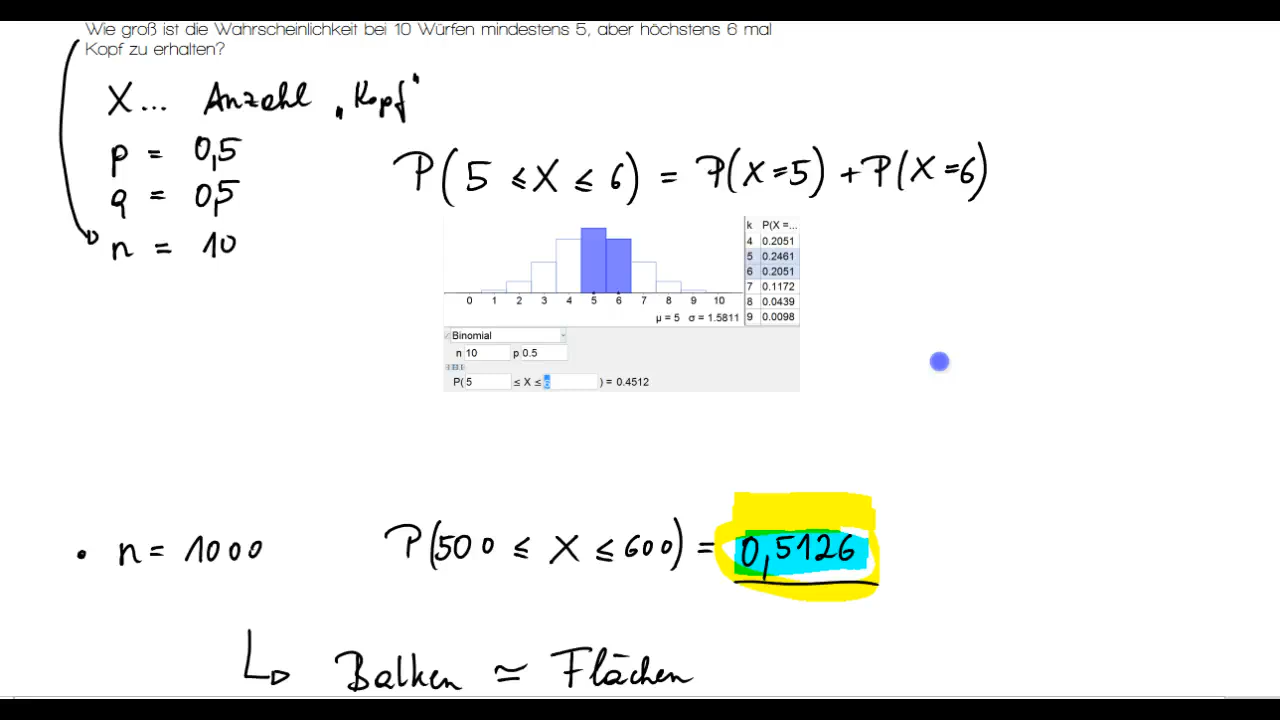 Wie groß ist die Wahrscheinlichkeit bei 10 Würfen mindestens 5, aber höchstens 6 mal
Kopf zu erhalten?
X... Anzahl „Kopf"
p = 0,5
q = 0,5
n = 10
P(5 ≤ X ≤ 6) = P(X=5) + P(X=6)
k P(X =...
4 0.2051
5 0.2461
6 0.2051
7 0.1172
8 0.0439
9 0.0098
0 1 2 3 4 5 6 7 8 9 10
μ = 5 σ = 1.5811
Binomial
n 10 p 0.5
P( 5 ≤ X ≤ 6 ) = 0.4512
• n = 1000 P(500 ≤ X ≤ 600) = 0,5126
Balken ≃ Flächen